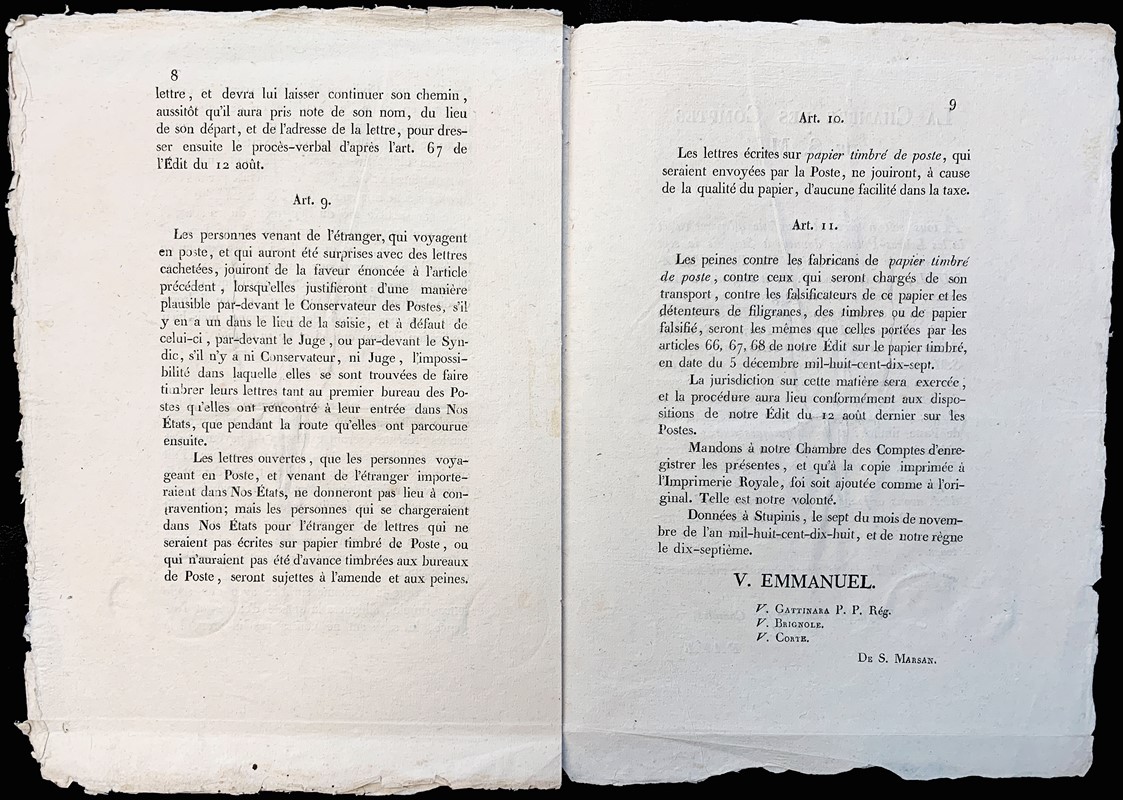 8
lettre, et devra lui laisser continuer son chemin,
aussitôt qu'il aura pris note de son nom, du lieu
de son départ, et de l'adresse de la lettre, pour dres-
ser ensuite le procès-verbal d'après l'art. 67 de
l'Édit du 12 août.
Art. 9.
Les personnes venant de l'étranger, qui voyagent
en poste, et qui auront été surprises avec des lettres
cachetées, jouiront de la faveur énoncée à l'article
précédent, lorsqu'elles justifieront d'une manière
plausible par-devant le Conservateur des Postes, s'il
y en a un dans le lieu de la saisie, et à défaut de
celui-ci, par-devant le Juge, ou par-devant le Syn-
dic, s'il n'y a ni Conservateur, ni Juge, l'impossi-
bilité dans laquelle elles se sont trouvées de faire
timbrer leurs lettres tant au premier bureau des Po-
stes qu'elles ont rencontré à leur entrée dans Nos
États, que pendant la route qu'elles ont parcourue
ensuite.
Les lettres ouvertes, que les personnes voya-
geant en Poste, et venant de l'étranger importe-
raient dans Nos États, ne donneront pas lieu à con-
travention; mais les personnes qui se chargeraient
dans Nos États pour l'étranger de lettres qui ne
seraient pas écrites sur papier timbré de Poste, ou
qui n'auraient pas été d'avance timbrées aux bureaux
de Poste, seront sujettes à l'amende et aux peines.
9
Art. 10.
Les lettres écrites sur papier timbré de poste, qui
seraient envoyées par la Poste, ne jouiront, à cause
de la qualité du papier, d'aucune facilité dans la taxe.
Art. 11.
Les peines contre les fabricans de papier timbré
de poste, contre ceux qui seront chargés de son
transport, contre les falsificateurs de ce papier et les
détenteurs de filigranes, des timbres ou de papier
falsifié, seront les mêmes que celles portées par les
articles 66, 67, 68 de notre Édit sur le papier timbré,
en date du 5 décembre mil-huit-cent-dix-sept.
La jurisdiction sur cette matière sera exercée,
et la procédure aura lieu conformément aux dispo-
sitions de notre Édit du 12 août dernier sur les
Postes.
Mandons à notre Chambre des Comptes d'enre-
gistrer les présentes, et qu'à la copie imprimée à
l'Imprimerie Royale, foi soit ajoutée comme à l'ori-
ginal. Telle est notre volonté.
Données à Stupinis, le sept du mois de novem-
bre de l'an mil-huit-cent-dix-huit, et de notre règne
le dix-septième.
V. EMMANUEL.
V. GATTINARA P. P. Rég.
V. BRIGNOLE.
V. CORTE.
DE S. MARSAN.